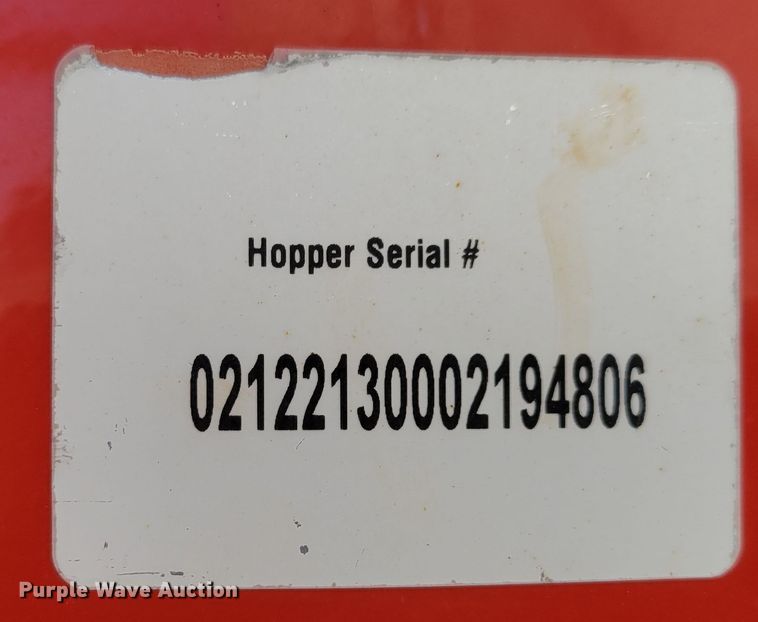 Hopper Serial #
02122130002194806
Purple Wave Auction